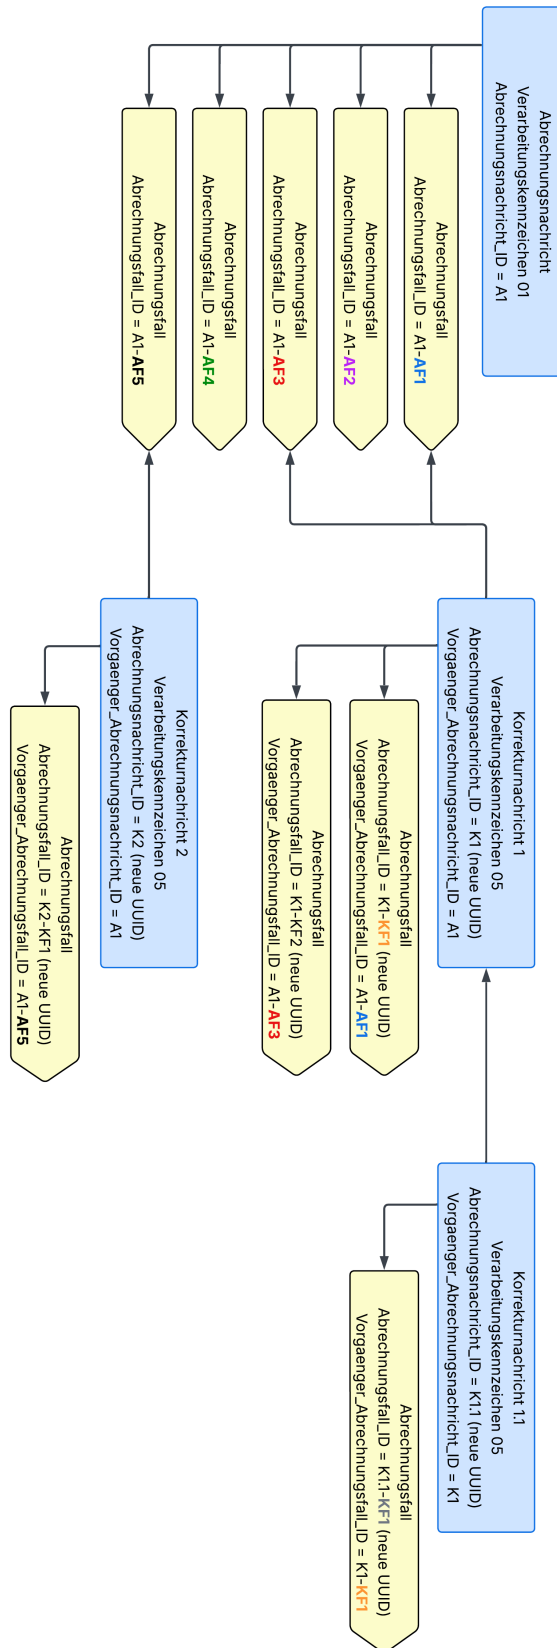 Abrechnungsnachricht
Verarbeitungskennzeichen 01
Abrechnungsnachricht_ID = A1
Abrechnungsfall
Abrechnungsfall_ID = A1-AF1
Abrechnungsfall
Abrechnungsfall_ID = A1-AF2
Abrechnungsfall
Abrechnungsfall_ID = A1-AF3
Abrechnungsfall
Abrechnungsfall_ID = A1-AF4
Abrechnungsfall
Abrechnungsfall_ID = A1-AF5
Korrekturnachricht 1
Verarbeitungskennzeichen 05
Abrechnungsnachricht_ID = K1 (neue UUID)
Vorgaenger_Abrechnungsnachricht_ID = A1
Abrechnungsfall
Abrechnungsfall_ID = K1-KF1 (neue UUID)
Vorgaenger_Abrechnungsfall_ID = A1-AF1
Abrechnungsfall
Abrechnungsfall_ID = K1-KF2 (neue UUID)
Vorgaenger_Abrechnungsfall_ID = A1-AF3
Korrekturnachricht 2
Verarbeitungskennzeichen 05
Abrechnungsnachricht_ID = K2 (neue UUID)
Vorgaenger_Abrechnungsnachricht_ID = A1
Abrechnungsfall
Abrechnungsfall_ID = K2-KF1 (neue UUID)
Vorgaenger_Abrechnungsfall_ID = A1-AF5
Korrekturnachricht 1.1
Verarbeitungskennzeichen 05
Abrechnungsnachricht_ID = K1.1 (neue UUID)
Vorgaenger_Abrechnungsnachricht_ID = K1
Abrechnungsfall
Abrechnungsfall_ID = K1.1-KF1 (neue UUID)
Vorgaenger_Abrechnungsfall_ID = K1-KF1